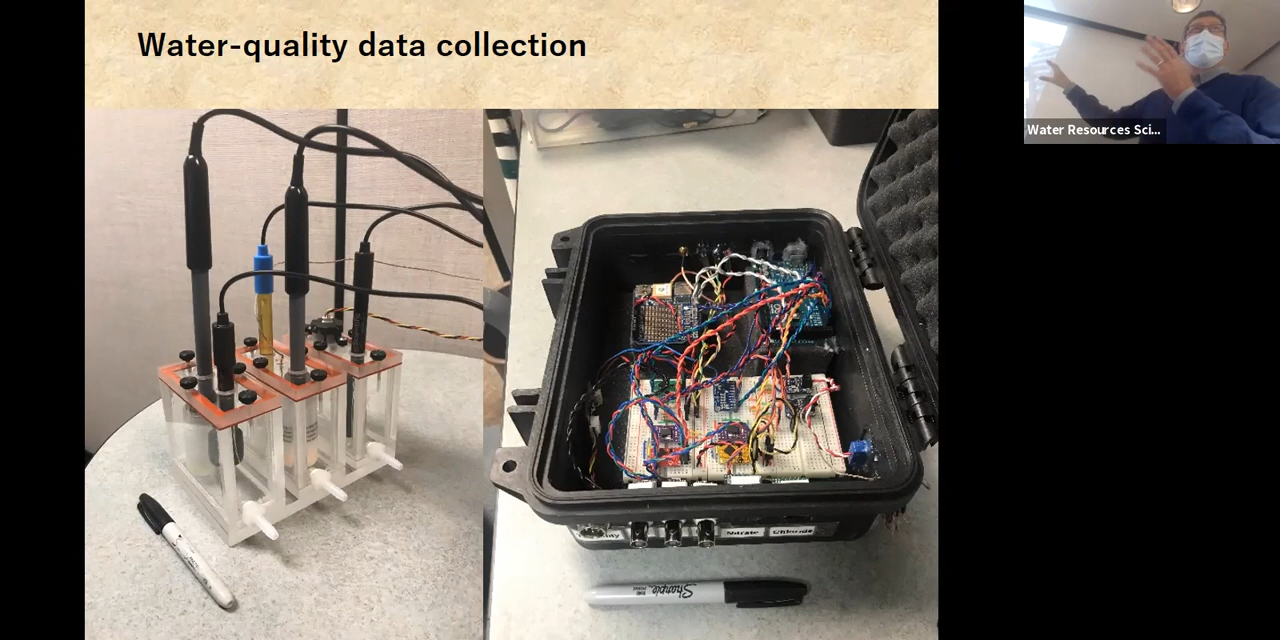 Water-quality data collection
Water Resources Sci...
Nitrate
Chloride
Sharpie